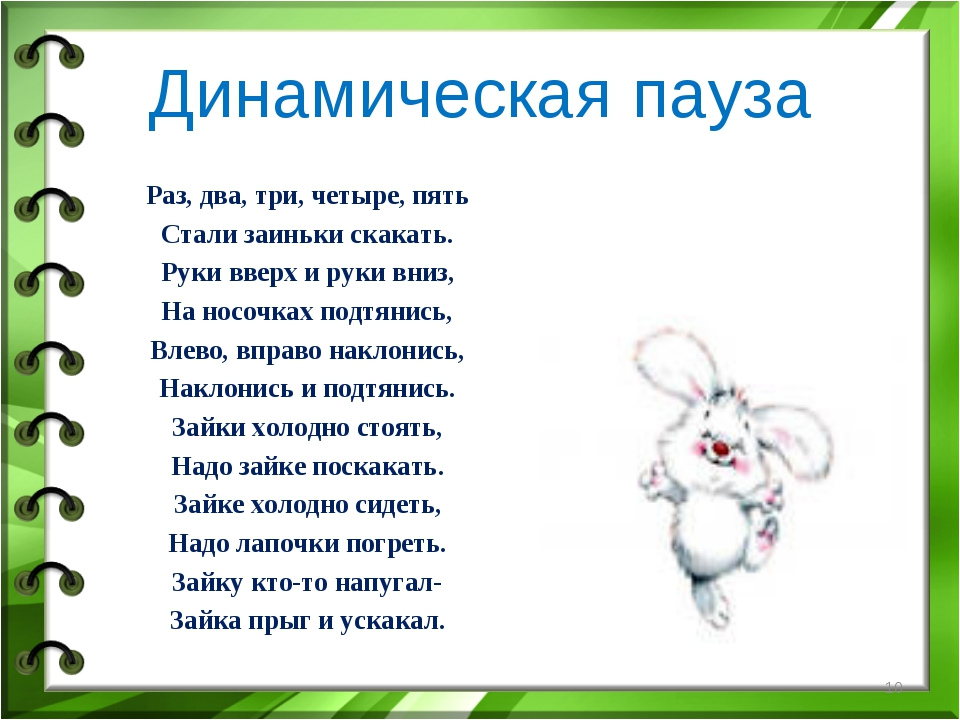 Динамическая пауза
Раз, два, три, четыре, пять
Стали заиньки скакать.
Руки вверх и руки вниз,
На носочках подтянись,
Влево, вправо наклонись,
Наклонись и подтянись.
Зайки холодно стоять,
Надо зайке поскакать.
Зайке холодно сидеть,
Надо лапочки погреть.
Зайку кто-то напугал-
Зайка прыг и ускакал.
10